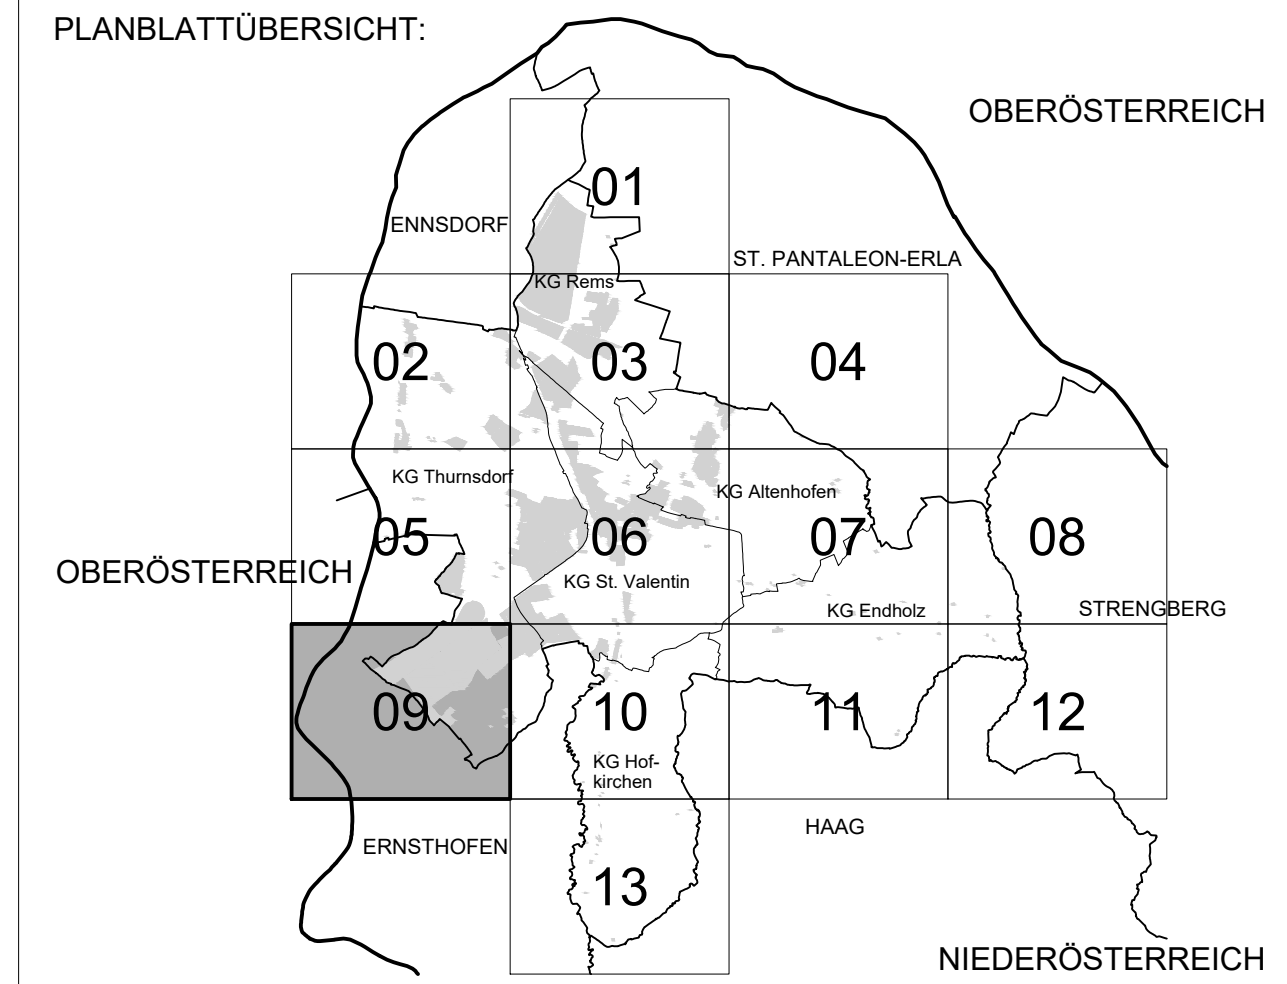 PLANBLATTÜBERSICHT:
OBERÖSTERREICH
01
ENNSDORF
ST. PANTALEON-ERLA
KG Rems
02
03
04
KG Thurnsdorf
KG Altenhofen
05
06
07
08
OBERÖSTERREICH
KG St. Valentin
KG Endholz
STRENGBERG
09
10
11
12
KG Hof-
kirchen
HAAG
ERNSTHOFEN
13
NIEDERÖSTERREICH